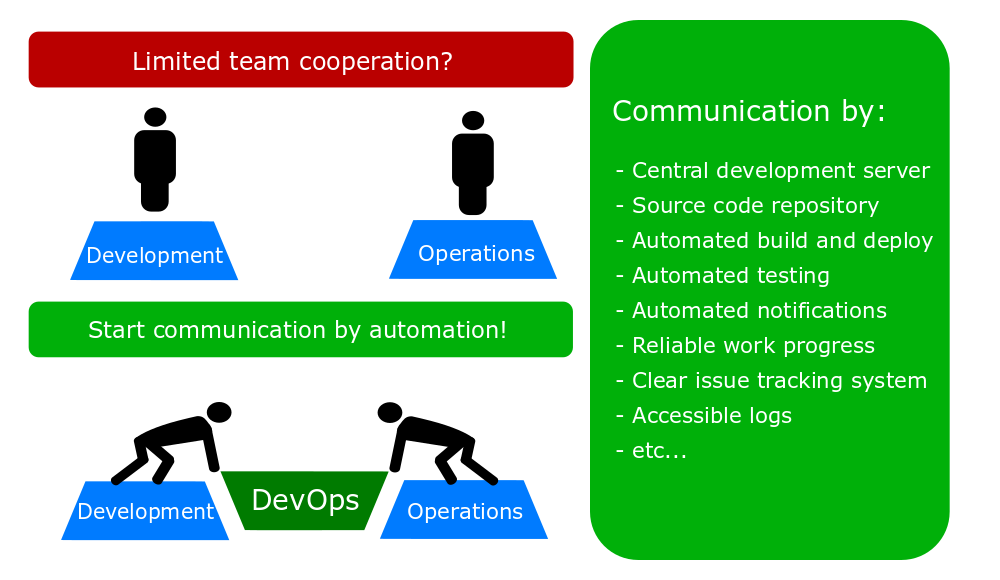 Limited team cooperation?
Development
Operations
Start communication by automation!
Development
DevOps
Operations
Communication by:
- Central development server
- Source code repository
- Automated build and deploy
- Automated testing
- Automated notifications
- Reliable work progress
- Clear issue tracking system
- Accessible logs
- etc...